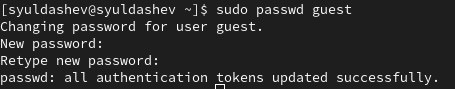 [syuldashev@syuldashev ~]$ sudo passwd guest
Changing password for user guest.
New password:
Retype new password:
passwd: all authentication tokens updated successfully.